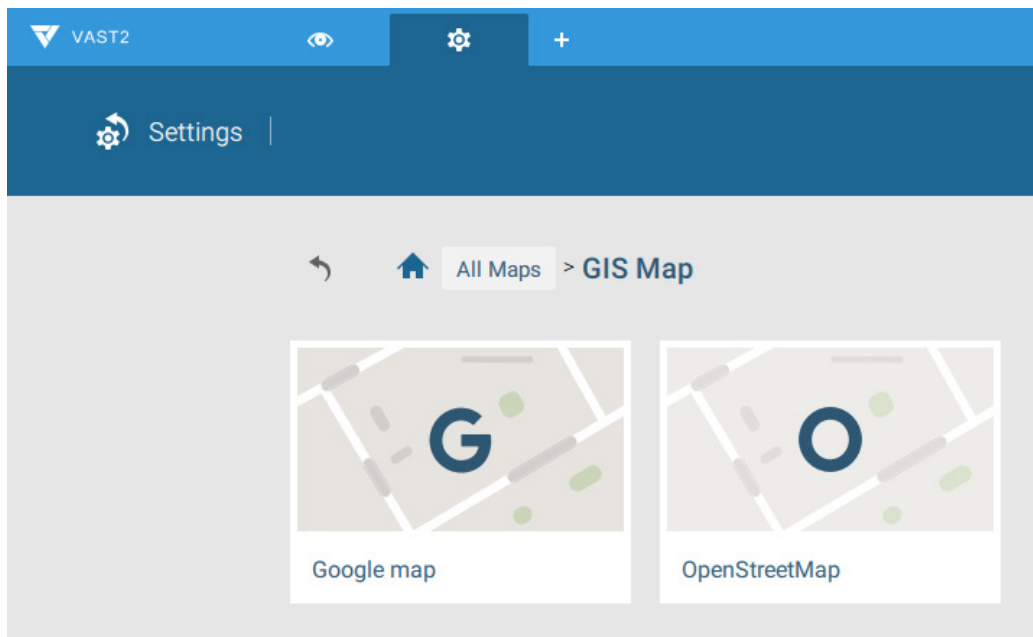 VAST2
+
Settings
All Maps > GIS Map
G
O
Google map
OpenStreetMap